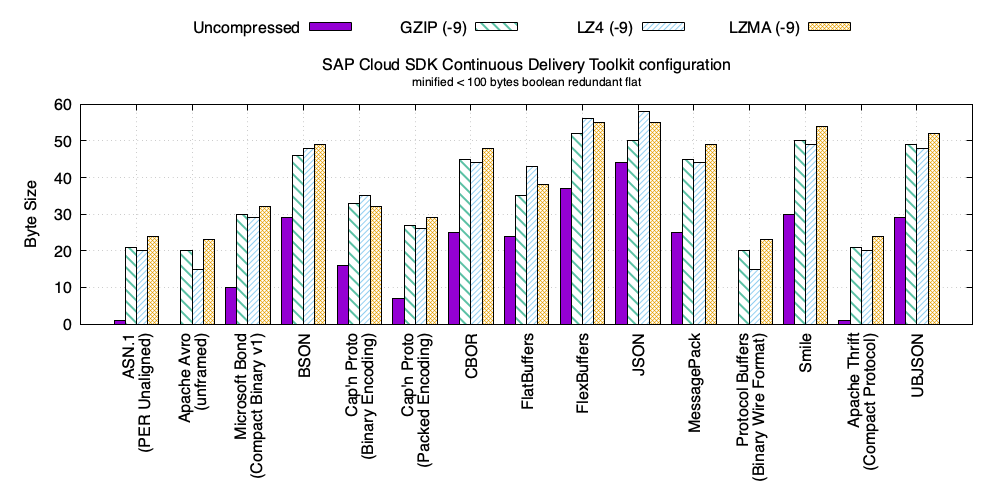 Uncompressed
GZIP (-9)
LZ4 (-9)
LZMA (-9)
SAP Cloud SDK Continuous Delivery Toolkit configuration
minified < 100 bytes boolean redundant flat
Byte Size
60
50
40
30
20
10
0
ASN.1
(PER Unaligned)
Apache Avro
(unframed)
Microsoft Bond
(Compact Binary v1)
BSON
Cap'n Proto
(Binary Encoding)
Cap'n Proto
(Packed Encoding)
CBOR
FlatBuffers
FlexBuffers
JSON
MessagePack
Protocol Buffers
(Binary Wire Format)
Smile
Apache Thrift
(Compact Protocol)
UBJSON